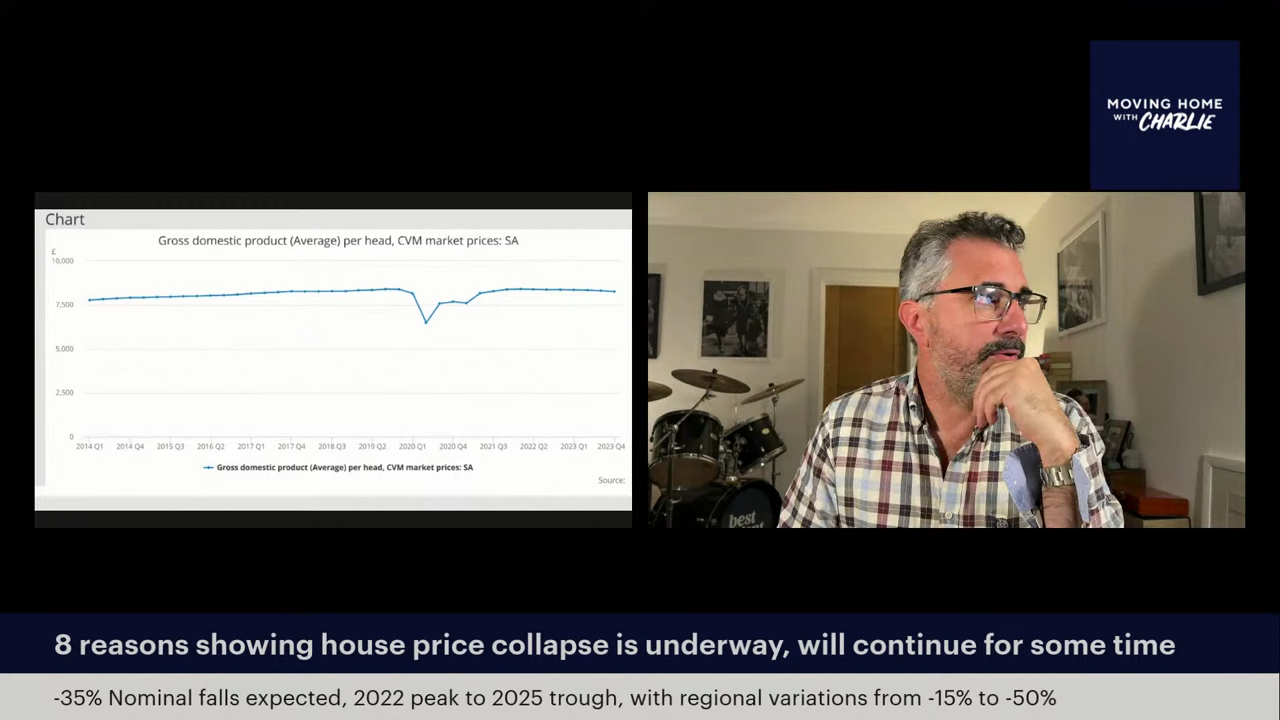 MOVING HOME
WITH CHARLIE
Chart
Gross domestic product (Average) per head, CVM market prices: SA
£
10,000
7,500
5,000
2,500
0
2014 Q1 2014 Q4 2015 Q3 2016 Q2 2017 Q1 2017 Q4 2018 Q3 2019 Q2 2020 Q1 2020 Q4 2021 Q3 2022 Q2 2023 Q1 2023 Q4
Gross domestic product (Average) per head, CVM market prices: SA
Source:
best
8 reasons showing house price collapse is underway, will continue for some time
-35% Nominal falls expected, 2022 peak to 2025 trough, with regional variations from -15% to -50%